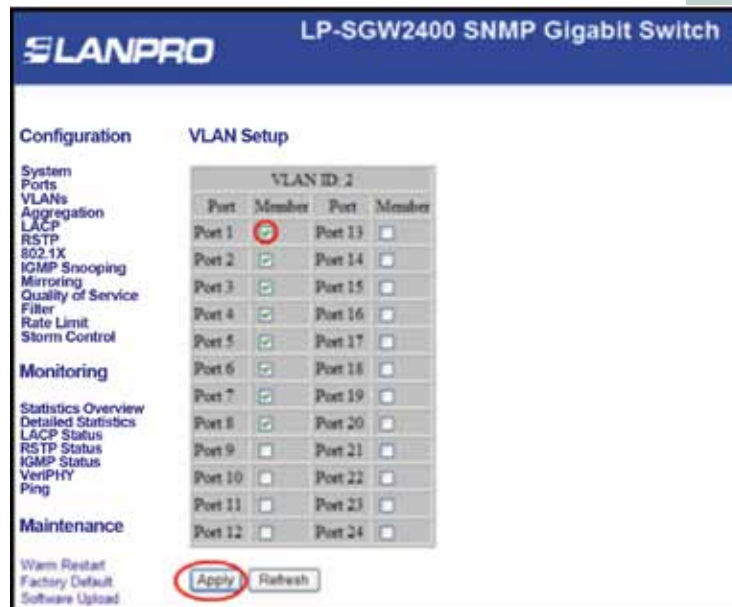 LANPRO
LP-SGW2400 SNMP Gigabit Switch
Configuration
System
Ports
VLANs
Aggregation
LACP
RSTP
802.1X
IGMP Snooping
Mirroring
Quality of Service
Filter
Rate Limit
Storm Control
Monitoring
Statistics Overview
Detailed Statistics
LACP Status
RSTP Status
IGMP Status
VeriPHY
Ping
Maintenance
Warm Restart
Factory Default
Software Upload
VLAN Setup
VLAN ID: 2
Port Member Port Member
Port 1 Port 13
Port 2 Port 14
Port 3 Port 15
Port 4 Port 16
Port 5 Port 17
Port 6 Port 18
Port 7 Port 19
Port 8 Port 20
Port 9 Port 21
Port 10 Port 22
Port 11 Port 23
Port 12 Port 24
Apply Refresh